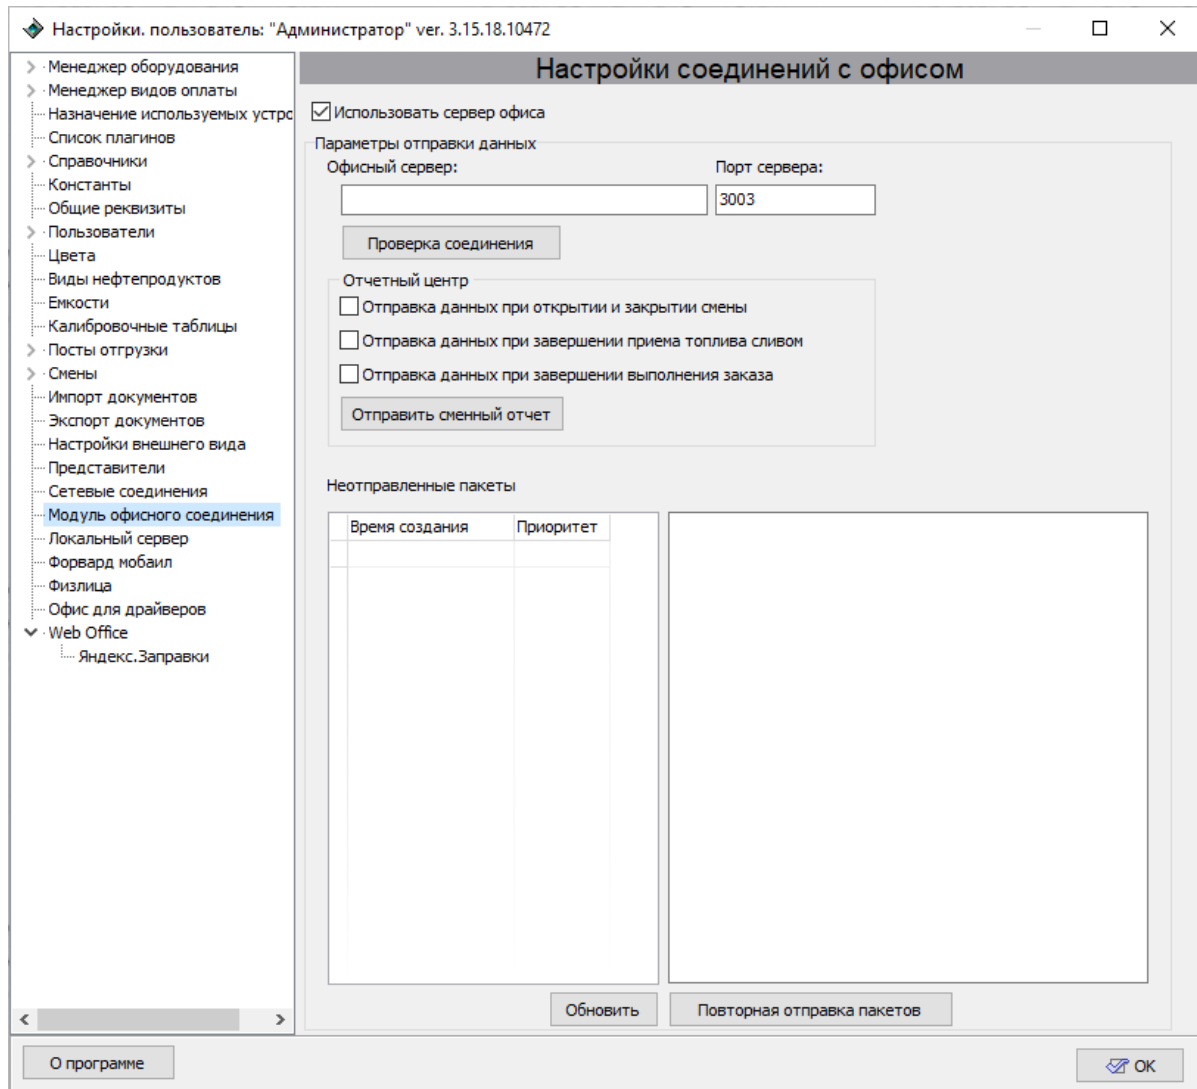 Настройки. пользователь: "Администратор" ver. 3.15.18.10472
Менеджер оборудования
Менеджер видов оплаты
Назначение используемых устро
Список плагинов
Справочники
Константы
Общие реквизиты
Пользователи
Цвета
Виды нефтепродуктов
Емкости
Калибровочные таблицы
Посты отгрузки
Смены
Импорт документов
Экспорт документов
Настройки внешнего вида
Представители
Сетевые соединения
Модуль офисного соединения
Локальный сервер
Форвард мобаил
Физлица
Офис для драйверов
Web Office
Яндекс.Заправки
Настройки соединений с офисом
Использовать сервер офиса
Параметры отправки данных
Офисный сервер: Порт сервера:
3003
Проверка соединения
Отчетный центр
Отправка данных при открытии и закрытии смены
Отправка данных при завершении приема топлива сливом
Отправка данных при завершении выполнения заказа
Отправить сменный отчет
Неотправленные пакеты
Время создания Приоритет
Обновить Повторная отправка пакетов
О программе OK